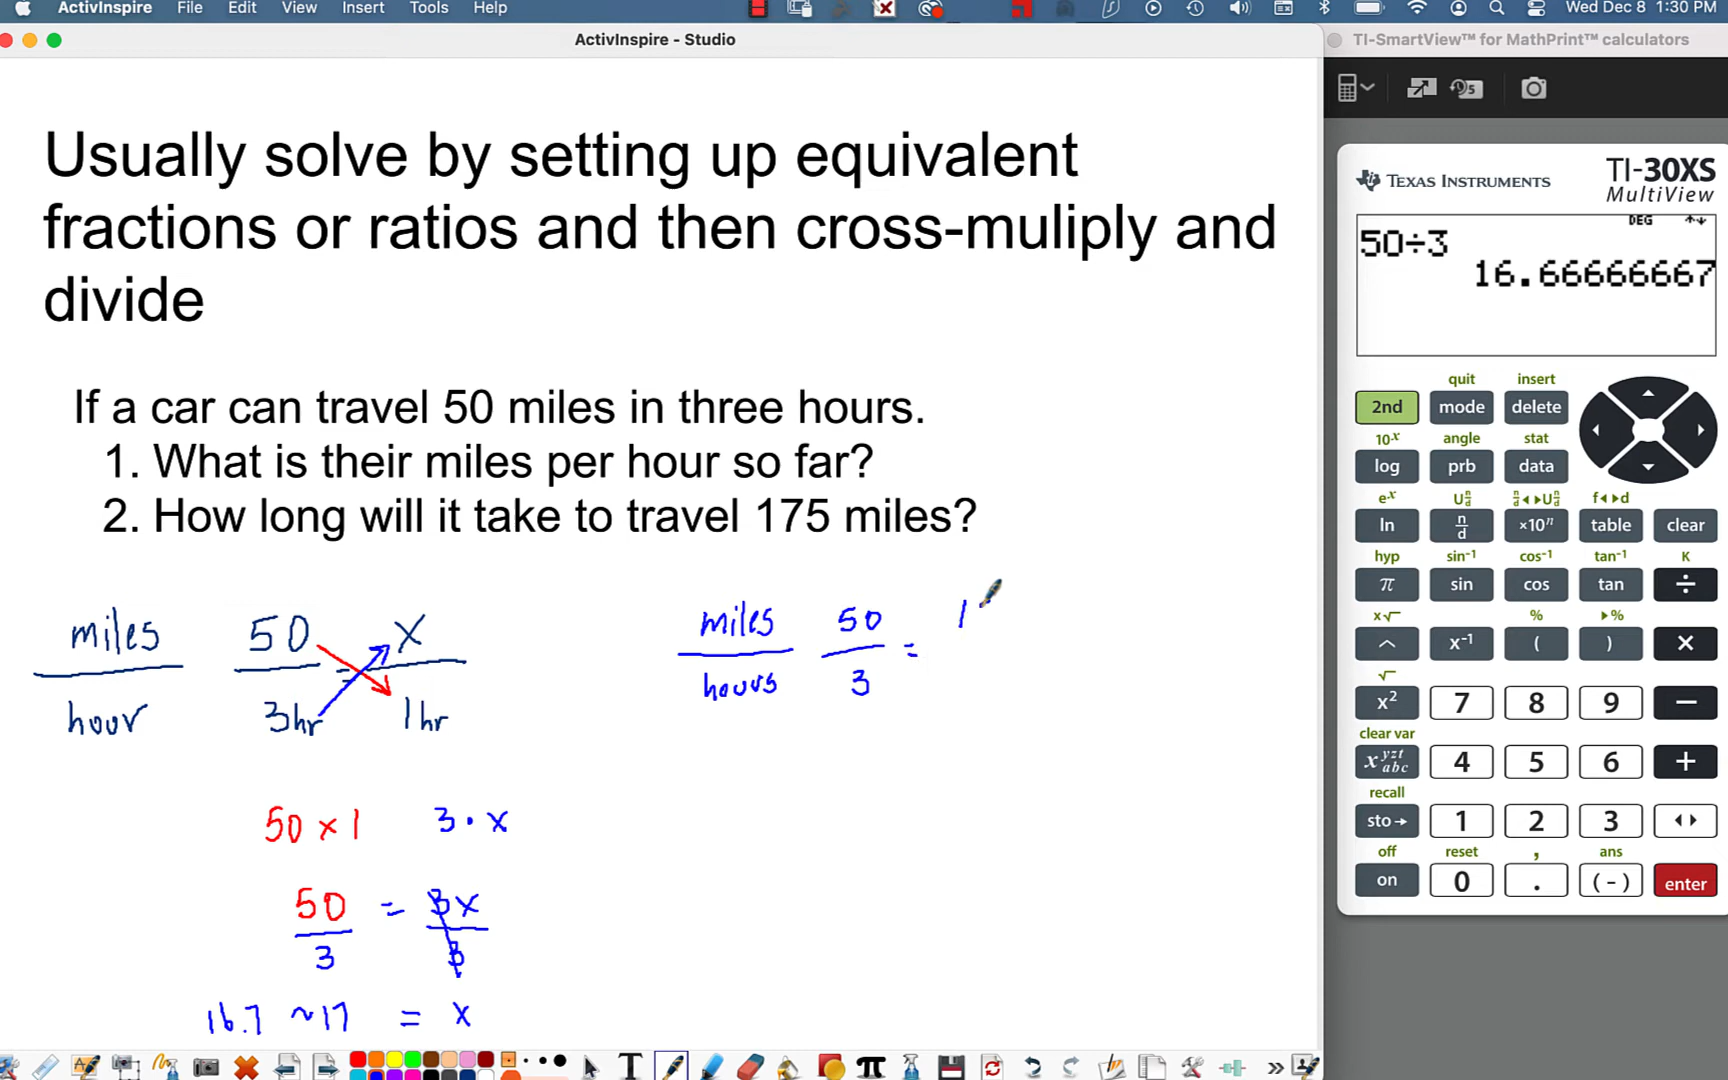 ActivInspire File Edit View Insert Tools Help Wed Dec 8 1:30 PM
ActivInspire - Studio
TI-SmartView™ for MathPrint™ calculators
Usually solve by setting up equivalent
fractions or ratios and then cross-muliply and
divide
If a car can travel 50 miles in three hours.
1. What is their miles per hour so far?
2. How long will it take to travel 175 miles?
miles 50 x
=
hour 3hr 1hr
50 × 1 3 · x
50 = 3x
3 3
16.7 ~17 = x
miles 50 = 1
hours 3
TEXAS INSTRUMENTS
TI-30XS
MultiView
DEG
50÷3
16.66666667
quit insert
2nd mode delete
10ˣ angle stat
log prb data
eˣ U n/d n/d ◄►U n/d f◄►d
ln n/d ×10ⁿ table clear
hyp sin⁻¹ cos⁻¹ tan⁻¹ K
π sin cos tan ÷
ˣ√ % ►%
^ x⁻¹ ( ) ×
√
x² 7 8 9 −
clear var
x yzt abc 4 5 6 +
recall
sto→ 1 2 3 ◄►
off reset , ans
on 0 . (-) enter